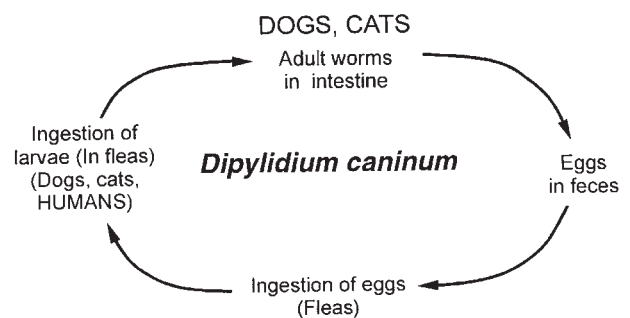 DOGS, CATS
Adult worms
in intestine
Ingestion of
larvae (In fleas)
(Dogs, cats,
HUMANS)
Dipylidium caninum
Eggs
in feces
Ingestion of eggs
(Fleas)